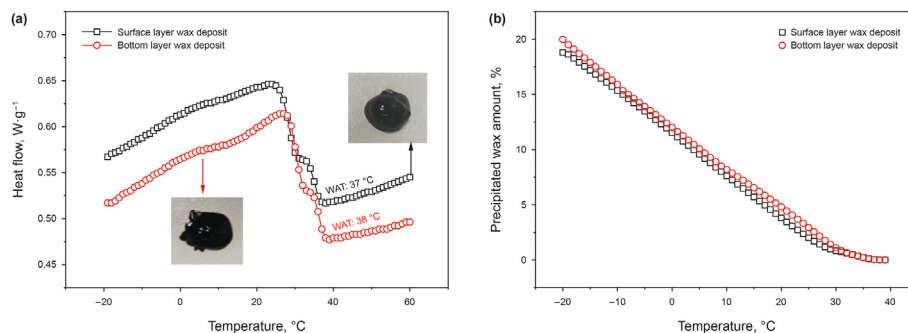 (a)
Surface layer wax deposit
Bottom layer wax deposit
0.70
0.65
0.60
0.55
0.50
0.45
Heat flow, W·g⁻¹
WAT: 37 °C
WAT: 38 °C
−20
0
20
40
60
Temperature, °C
(b)
Surface layer wax deposit
Bottom layer wax deposit
20
15
10
5
0
Precipitated wax amount, %
−20
−10
0
10
20
30
40
Temperature, °C